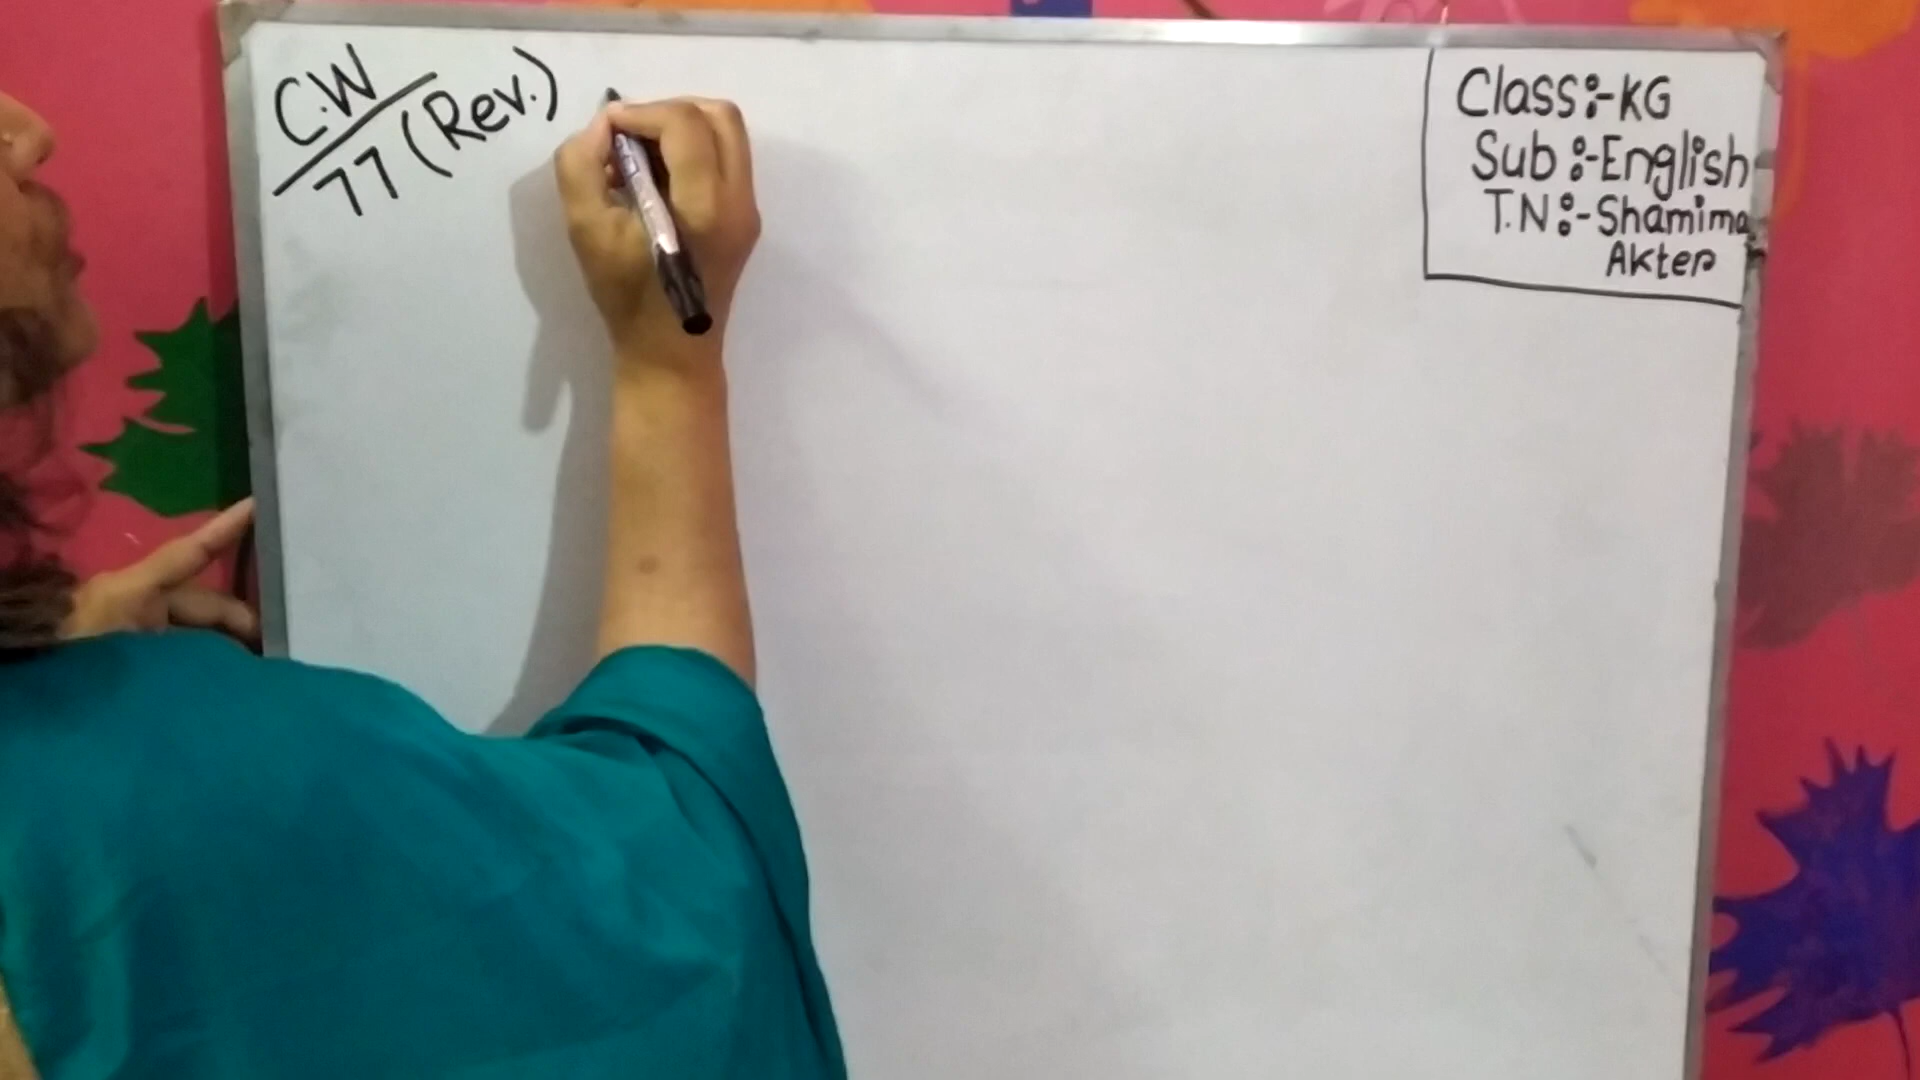 C.W
77 (Rev.)
Class:-KG
Sub:-English
T.N:-Shamima
Akter